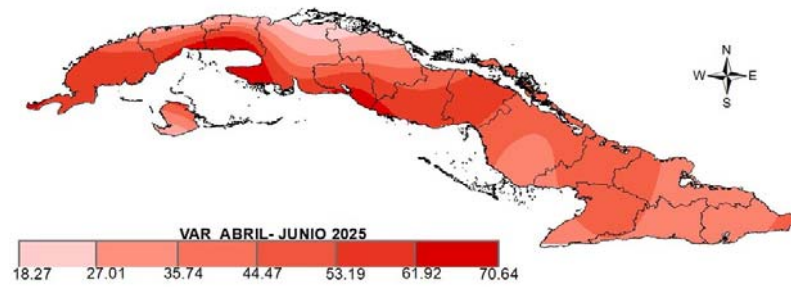 N
W E
S
VAR ABRIL- JUNIO 2025
18.27 27.01 35.74 44.47 53.19 61.92 70.64